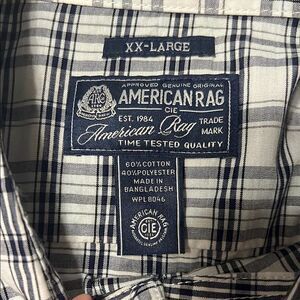 XX-LARGE
APPROVED GENUINE ORIGINAL
AMERICAN RAG
CIE
EST. 1984
TRADE MARK
American Rag
TIME TESTED QUALITY
60%COTTON
40%POLYESTER
MADE IN
BANGLADESH
WPL 8046
AMERICAN RAG
CIE